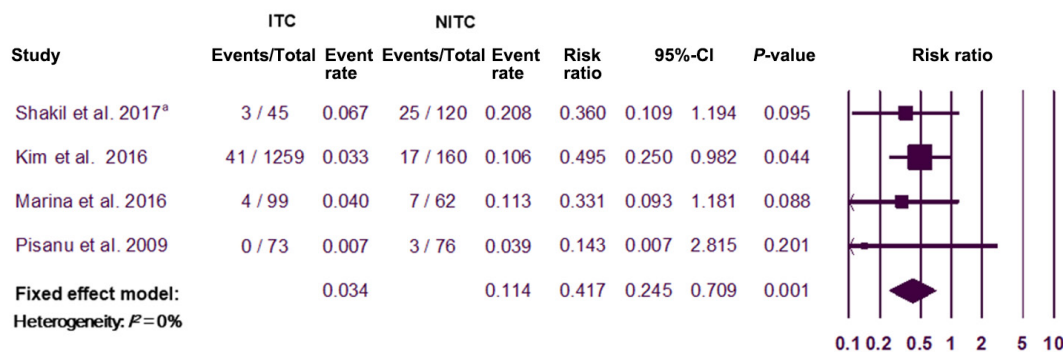 ITC NITC
Study Events/Total Event rate Events/Total Event rate Risk ratio 95%-CI P-value Risk ratio
Shakil et al. 2017ᵃ 3 / 45 0.067 25 / 120 0.208 0.360 0.109 1.194 0.095
Kim et al. 2016 41 / 1259 0.033 17 / 160 0.106 0.495 0.250 0.982 0.044
Marina et al. 2016 4 / 99 0.040 7 / 62 0.113 0.331 0.093 1.181 0.088
Pisanu et al. 2009 0 / 73 0.007 3 / 76 0.039 0.143 0.007 2.815 0.201
Fixed effect model: 0.034 0.114 0.417 0.245 0.709 0.001
Heterogeneity: I²=0%
0.1 0.2 0.5 1 2 5 10